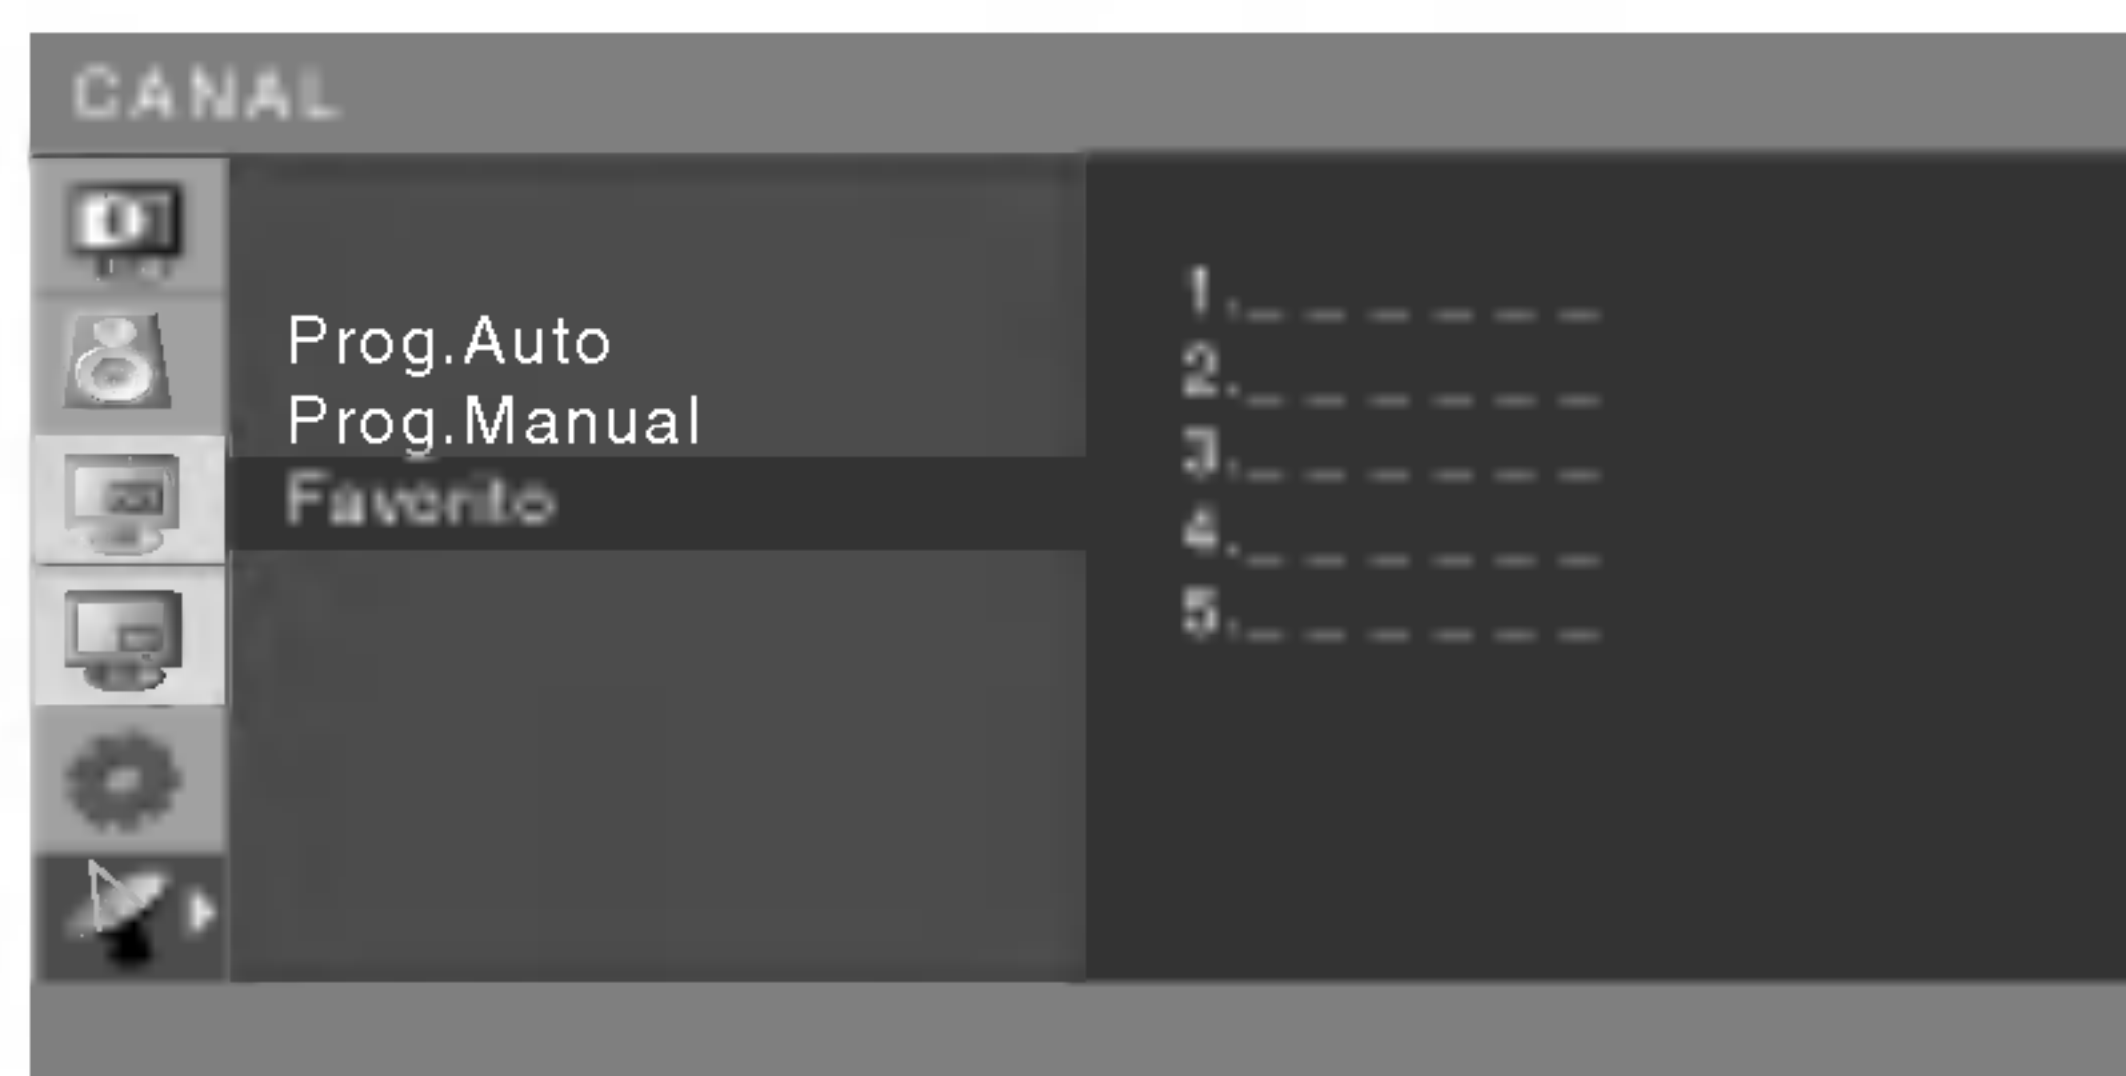 CANAL
Prog.Auto
Prog.Manual
Favorito
1._ _ _ _ _ _
2._ _ _ _ _ _
3._ _ _ _ _ _
4._ _ _ _ _ _
5._ _ _ _ _ _